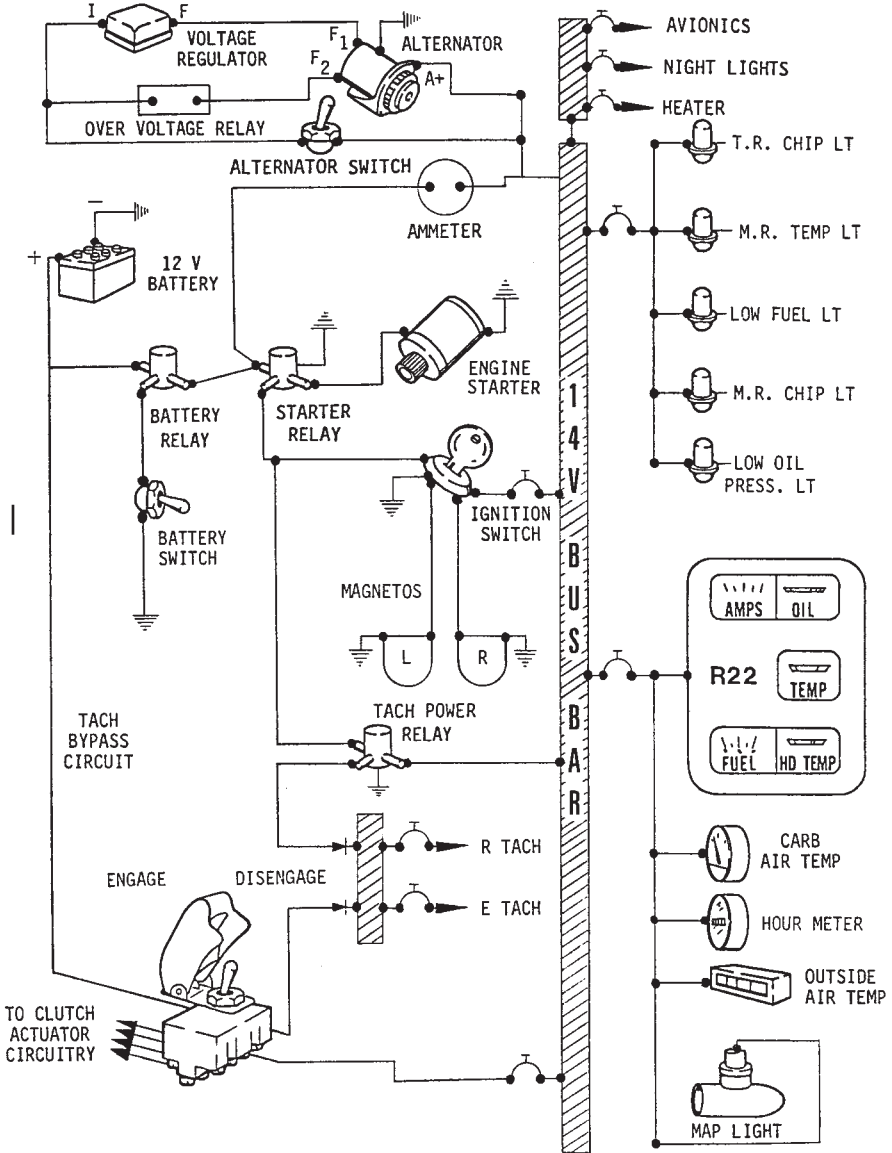 I
F
VOLTAGE
REGULATOR
F1
F2
ALTERNATOR
A+
OVER VOLTAGE RELAY
ALTERNATOR SWITCH
AVIONICS
NIGHT LIGHTS
HEATER
T.R. CHIP LT
M.R. TEMP LT
LOW FUEL LT
M.R. CHIP LT
LOW OIL
PRESS. LT
AMMETER
−
+
12 V
BATTERY
ENGINE
STARTER
BATTERY
RELAY
STARTER
RELAY
BATTERY
SWITCH
IGNITION
SWITCH
14V BUS BAR
MAGNETOS
L
R
TACH POWER
RELAY
TACH
BYPASS
CIRCUIT
R TACH
E TACH
ENGAGE
DISENGAGE
TO CLUTCH
ACTUATOR
CIRCUITRY
AMPS
OIL
R22
TEMP
FUEL
HD TEMP
CARB
AIR TEMP
HOUR METER
OUTSIDE
AIR TEMP
MAP LIGHT